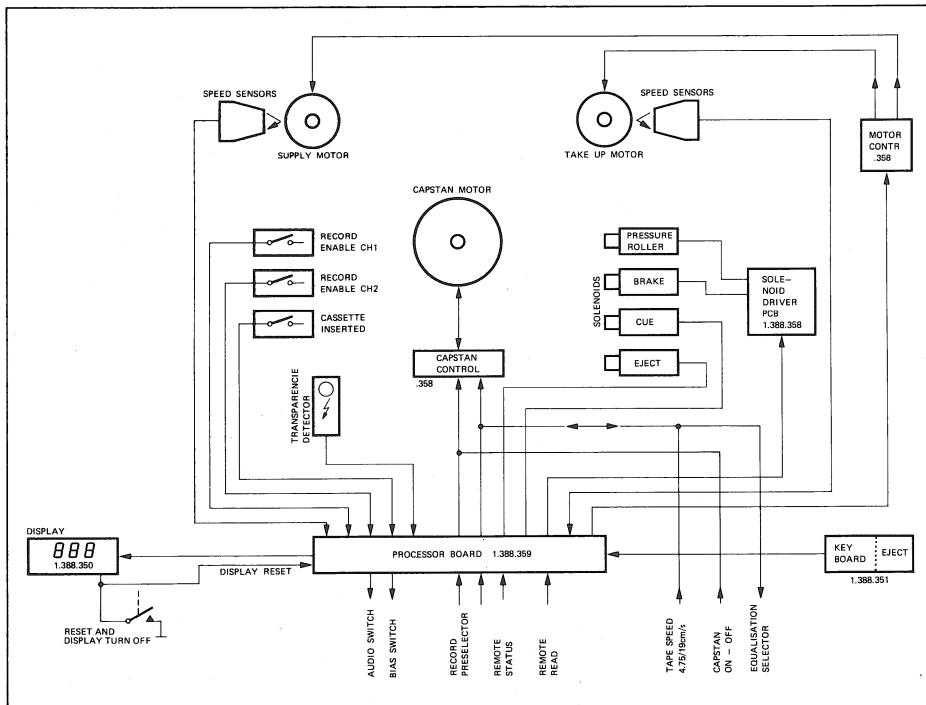 SPEED SENSORS
SUPPLY MOTOR
SPEED SENSORS
TAKE UP MOTOR
MOTOR
CONTR
.358
CAPSTAN MOTOR
RECORD
ENABLE CH1
RECORD
ENABLE CH2
CASSETTE
INSERTED
SOLENOIDS
PRESSURE
ROLLER
BRAKE
CUE
EJECT
SOLE-
NOID
DRIVER
PCB
1.388.358
CAPSTAN
CONTROL
.358
TRANSPARENCIE
DETECTOR
DISPLAY
888
1.388.350
DISPLAY RESET
RESET AND
DISPLAY TURN OFF
PROCESSOR BOARD 1.388.359
KEY
BOARD
EJECT
1.388.351
AUDIO SWITCH
BIAS SWITCH
RECORD
PRESELECTOR
REMOTE
STATUS
REMOTE
READ
TAPE SPEED
4.75/19cm/s
CAPSTAN
ON - OFF
EQUALISATION
SELECTOR